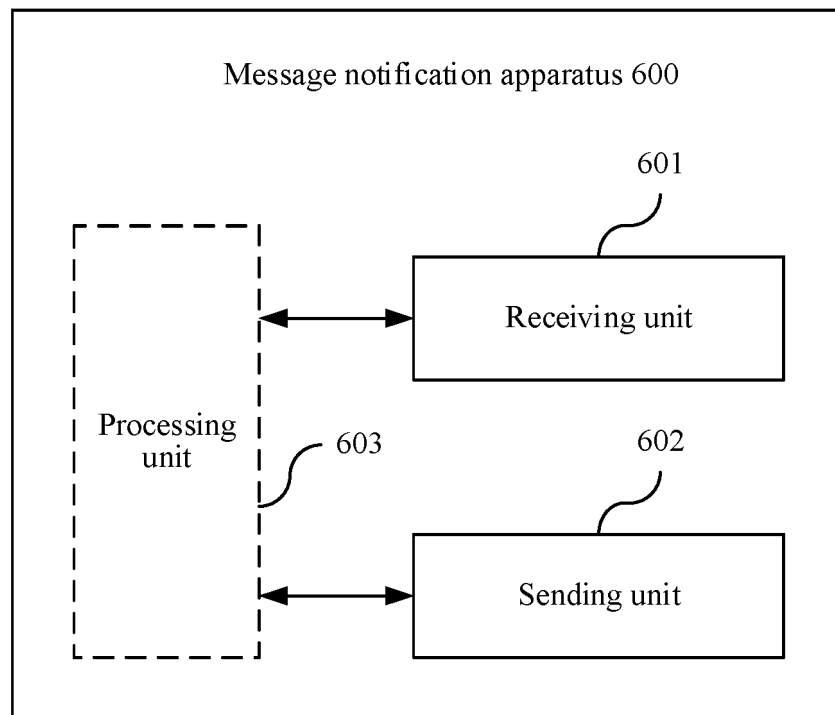 Message notification apparatus 600
601
Receiving unit
Processing
unit
603
602
Sending unit